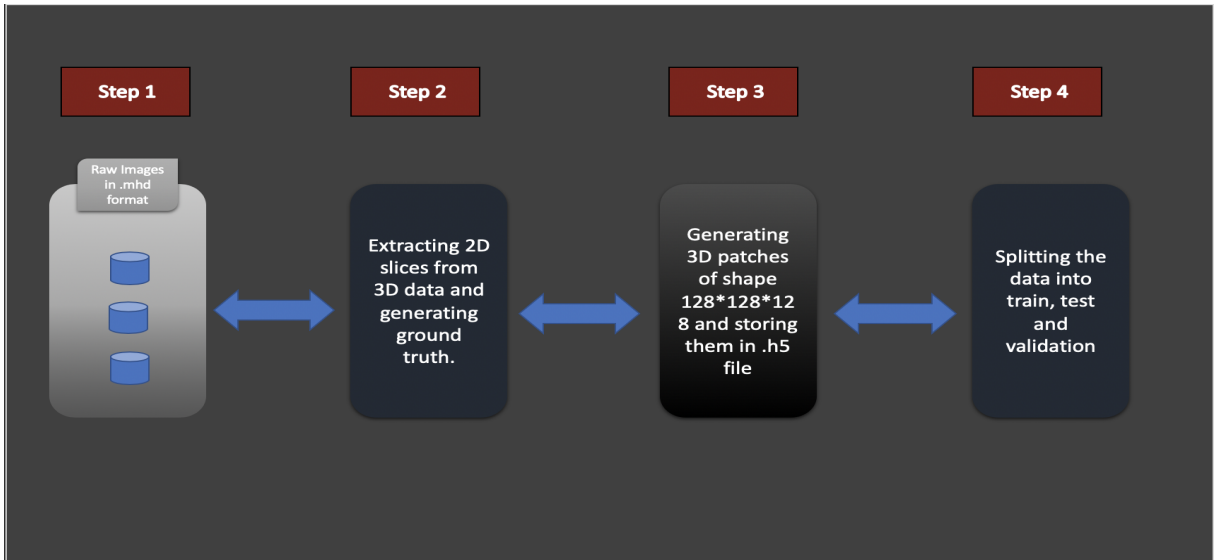 Step 1
Step 2
Step 3
Step 4
Raw Images
in .mhd
format
Extracting 2D
slices from
3D data and
generating
ground
truth.
Generating
3D patches
of shape
128*128*12
8 and storing
them in .h5
file
Splitting the
data into
train, test
and
validation